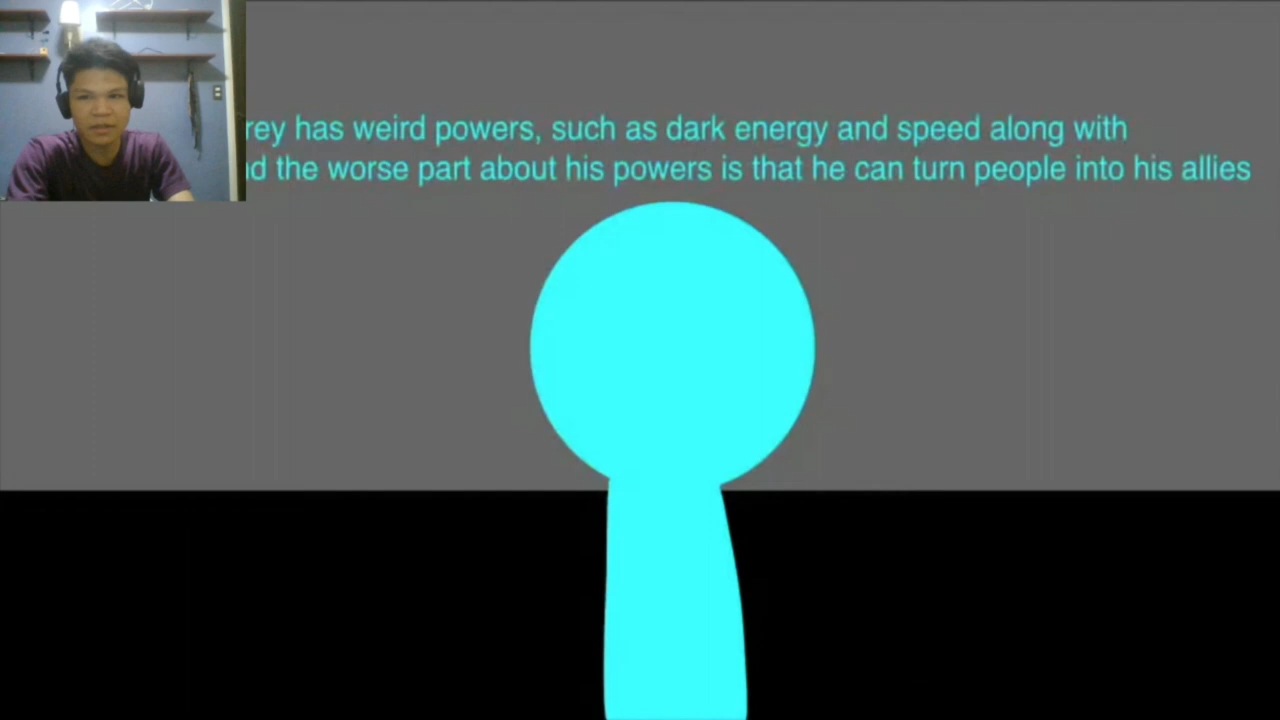 has weird powers, such as dark energy and speed along with
the worse part about his powers is that he can turn people into his allies